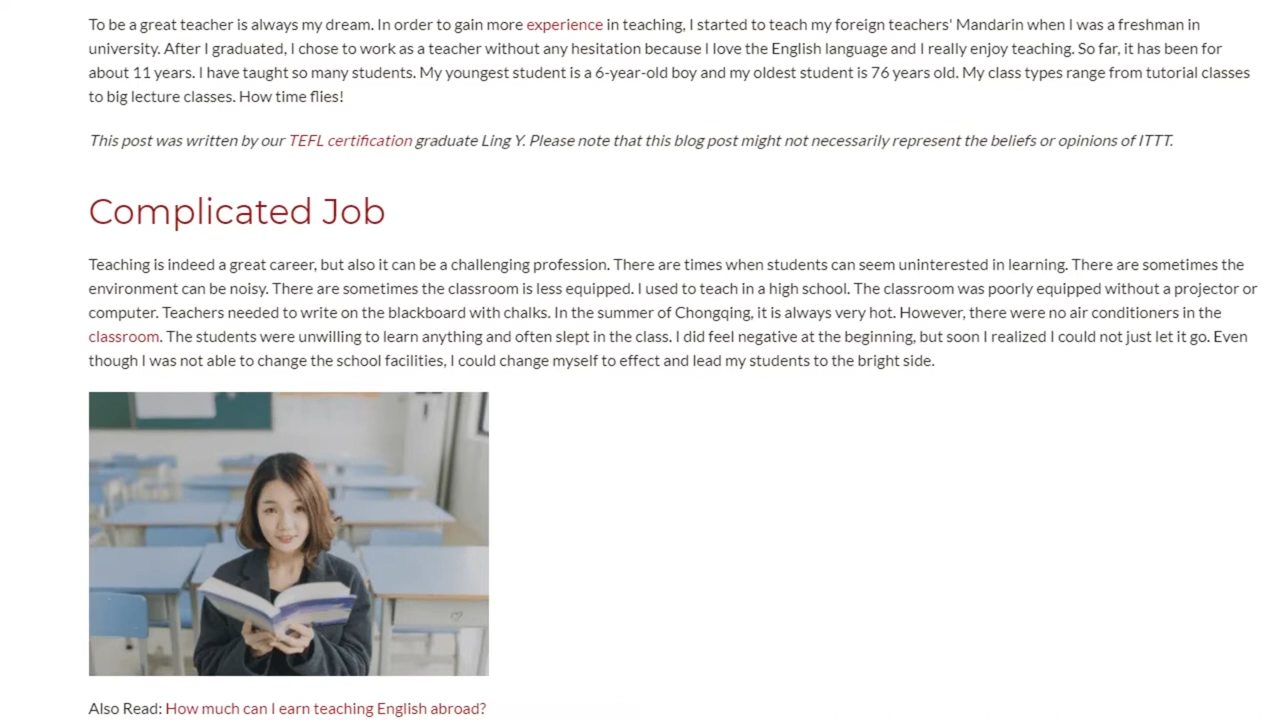 To be a great teacher is always my dream. In order to gain more experience in teaching, I started to teach my foreign teachers' Mandarin when I was a freshman in
university. After I graduated, I chose to work as a teacher without any hesitation because I love the English language and I really enjoy teaching. So far, it has been for
about 11 years. I have taught so many students. My youngest student is a 6-year-old boy and my oldest student is 76 years old. My class types range from tutorial classes
to big lecture classes. How time flies!
This post was written by our TEFL certification graduate Ling Y. Please note that this blog post might not necessarily represent the beliefs or opinions of ITTT.
Complicated Job
Teaching is indeed a great career, but also it can be a challenging profession. There are times when students can seem uninterested in learning. There are sometimes the
environment can be noisy. There are sometimes the classroom is less equipped. I used to teach in a high school. The classroom was poorly equipped without a projector or
computer. Teachers needed to write on the blackboard with chalks. In the summer of Chongqing, it is always very hot. However, there were no air conditioners in the
classroom. The students were unwilling to learn anything and often slept in the class. I did feel negative at the beginning, but soon I realized I could not just let it go. Even
though I was not able to change the school facilities, I could change myself to effect and lead my students to the bright side.
Also Read: How much can I earn teaching English abroad?